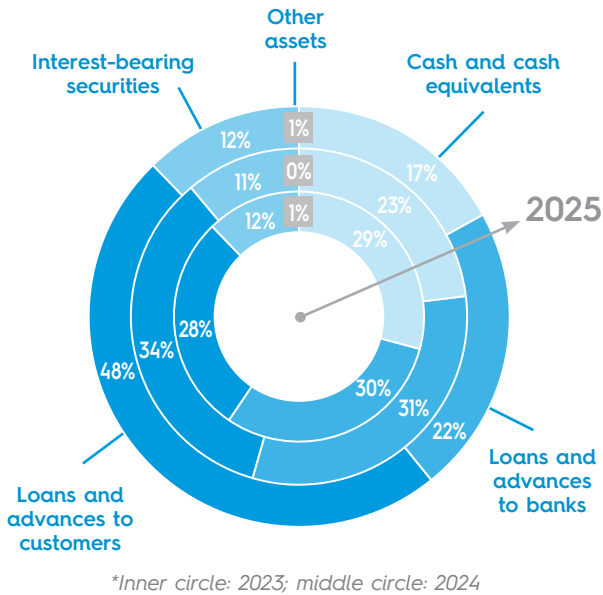 Other
assets
Interest-bearing
securities
Cash and cash
equivalents
12%
1%
17%
11%
0%
23%
12%
1%
29%
2025
28%
34%
48%
30%
31%
22%
Loans and
advances
to banks
Loans and
advances to
customers
*Inner circle: 2023; middle circle: 2024